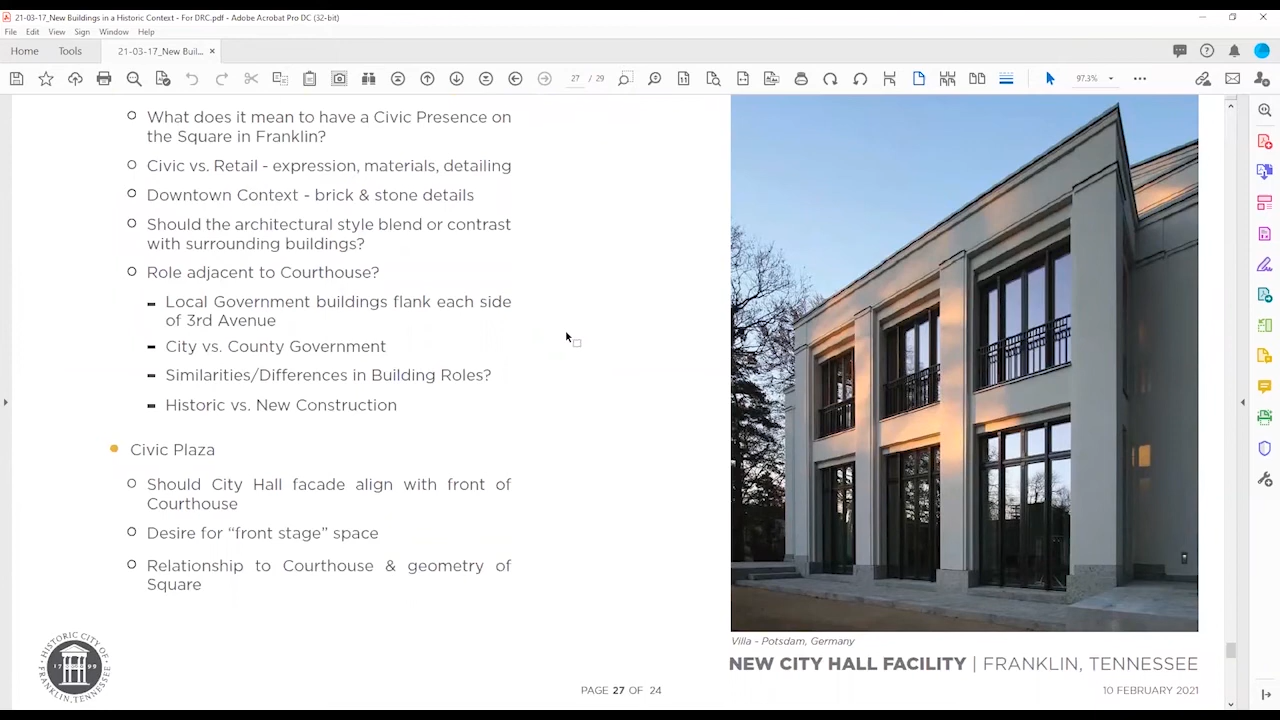 21-03-17_New Buildings in a Historic Context - For DRC.pdf - Adobe Acrobat Pro DC (32-bit)
File Edit View Sign Window Help
Home Tools 21-03-17_New Buil... ×
27 / 29 97.3%
What does it mean to have a Civic Presence on
the Square in Franklin?
Civic vs. Retail - expression, materials, detailing
Downtown Context - brick & stone details
Should the architectural style blend or contrast
with surrounding buildings?
Role adjacent to Courthouse?
Local Government buildings flank each side
of 3rd Avenue
City vs. County Government
Similarities/Differences in Building Roles?
Historic vs. New Construction
Civic Plaza
Should City Hall facade align with front of
Courthouse
Desire for “front stage” space
Relationship to Courthouse & geometry of
Square
Villa - Potsdam, Germany
NEW CITY HALL FACILITY | FRANKLIN, TENNESSEE
HISTORIC CITY OF
1799
FRANKLIN, TENNESSEE
PAGE 27 OF 24
10 FEBRUARY 2021